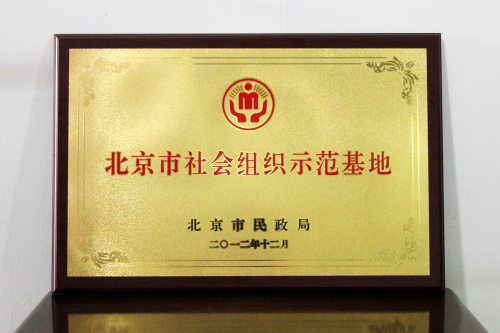 北京市社会组织示范基地
北京市民政局
二〇一二年十二月